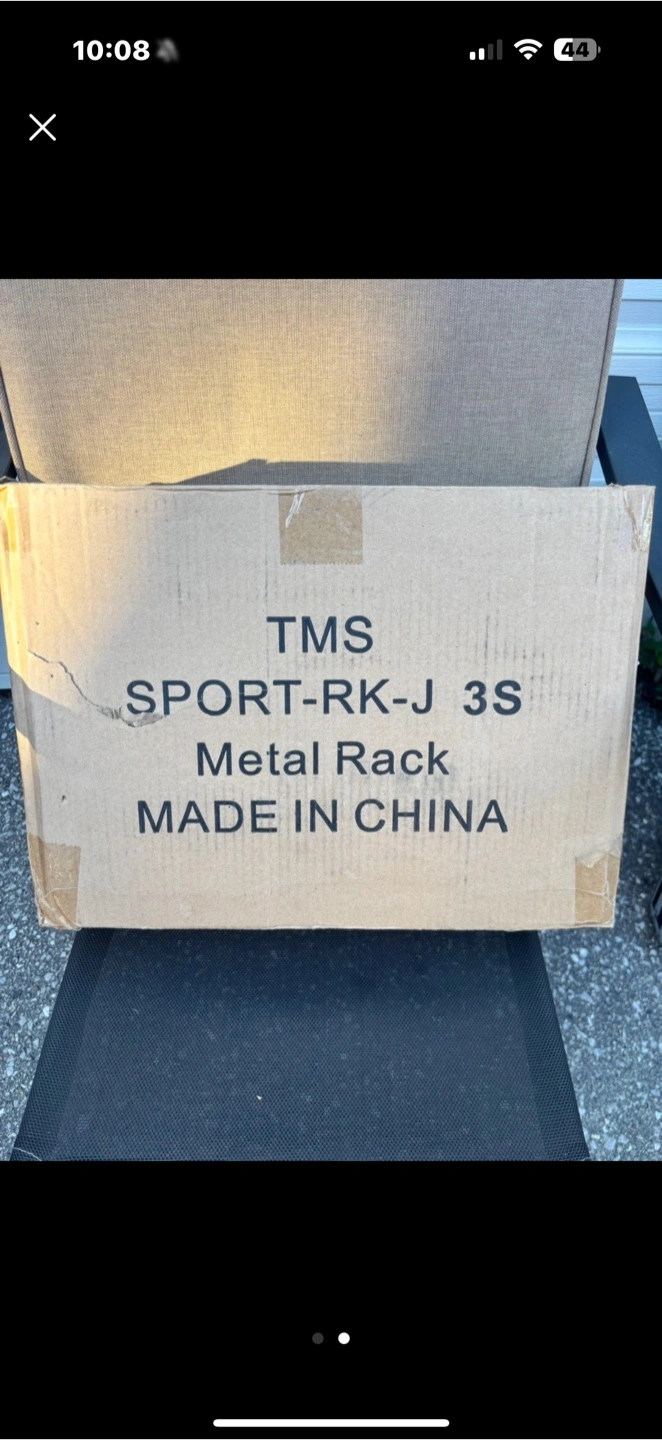 10:08
44
TMS
SPORT-RK-J 3S
Metal Rack
MADE IN CHINA